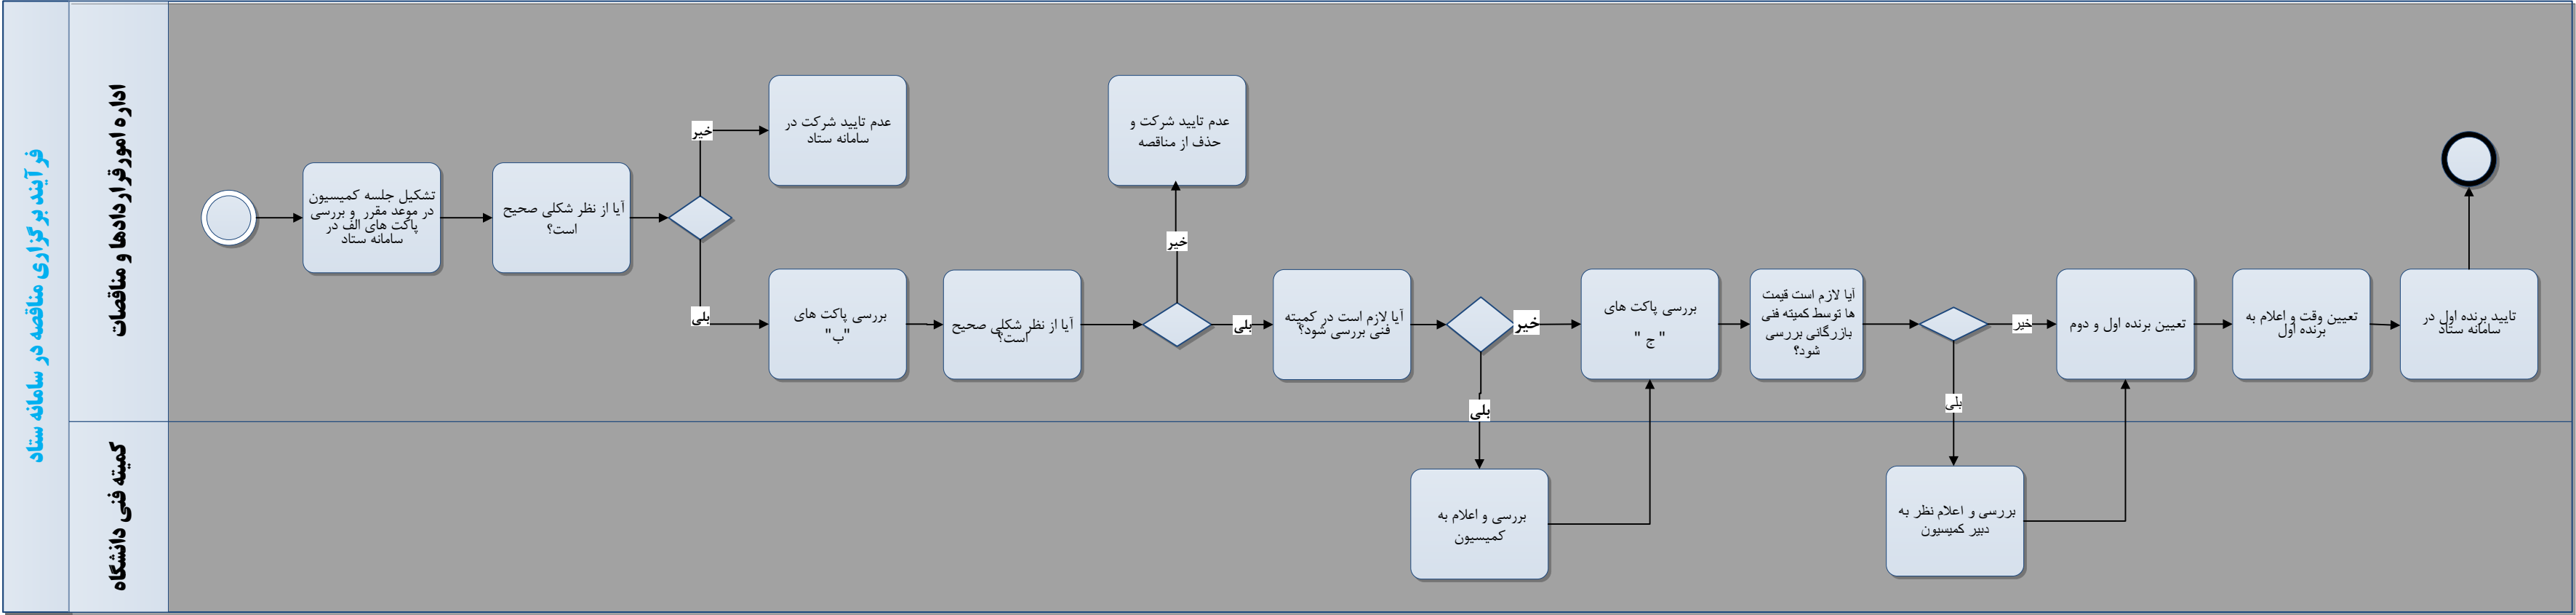 فرآیند برگزاری مناقصه در سامانه ستاد
اداره امور قراردادها و مناقصات
کمیته فنی دانشگاه
تشکیل جلسه کمیسیون
در موعد مقرر و بررسی
پاکت های الف در
سامانه ستاد
آیا از نظر شکلی صحیح
است؟
خیر
عدم تایید شرکت در
سامانه ستاد
بلی
بررسی پاکت های
"ب"
آیا از نظر شکلی صحیح
است؟
خیر
عدم تایید شرکت و
حذف از مناقصه
بلی
آیا لازم است در کمیته
فنی بررسی شود؟
خیر
بلی
بررسی و اعلام به
کمیسیون
بررسی پاکت های
" ج "
آیا لازم است قیمت
ها توسط کمیته فنی
بازرگانی بررسی
شود؟
خیر
بلی
بررسی و اعلام نظر به
دبیر کمیسیون
تعیین برنده اول و دوم
تعیین وقت و اعلام به
برنده اول
تایید برنده اول در
سامانه ستاد